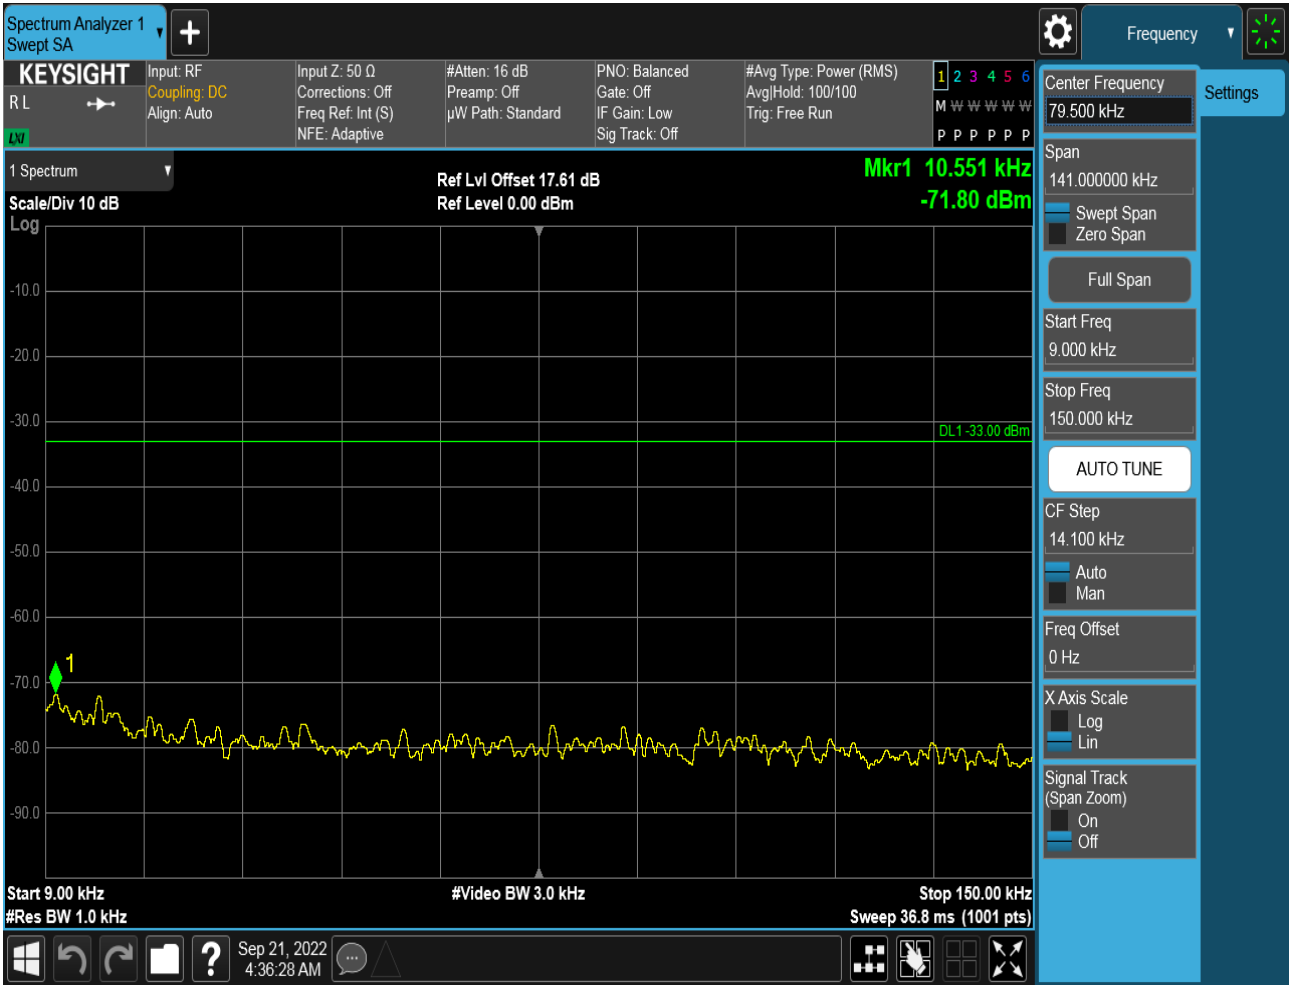 Spectrum Analyzer 1
Swept SA
Frequency
KEYSIGHT
R L
LXI
Input: RF
Coupling: DC
Align: Auto
Input Z: 50 Ω
Corrections: Off
Freq Ref: Int (S)
NFE: Adaptive
#Atten: 16 dB
Preamp: Off
µW Path: Standard
PNO: Balanced
Gate: Off
IF Gain: Low
Sig Track: Off
#Avg Type: Power (RMS)
Avg|Hold: 100/100
Trig: Free Run
1 2 3 4 5 6
M W W W W W
P P P P P P
1 Spectrum
Scale/Div 10 dB
Log
Ref Lvl Offset 17.61 dB
Ref Level 0.00 dBm
Mkr1 10.551 kHz
-71.80 dBm
-10.0
-20.0
-30.0
DL1 -33.00 dBm
-40.0
-50.0
-60.0
1
-70.0
-80.0
-90.0
Start 9.00 kHz
#Res BW 1.0 kHz
#Video BW 3.0 kHz
Stop 150.00 kHz
Sweep 36.8 ms (1001 pts)
?
Sep 21, 2022
4:36:28 AM
Center Frequency
79.500 kHz
Settings
Span
141.000000 kHz
Swept Span
Zero Span
Full Span
Start Freq
9.000 kHz
Stop Freq
150.000 kHz
AUTO TUNE
CF Step
14.100 kHz
Auto
Man
Freq Offset
0 Hz
X Axis Scale
Log
Lin
Signal Track
(Span Zoom)
On
Off